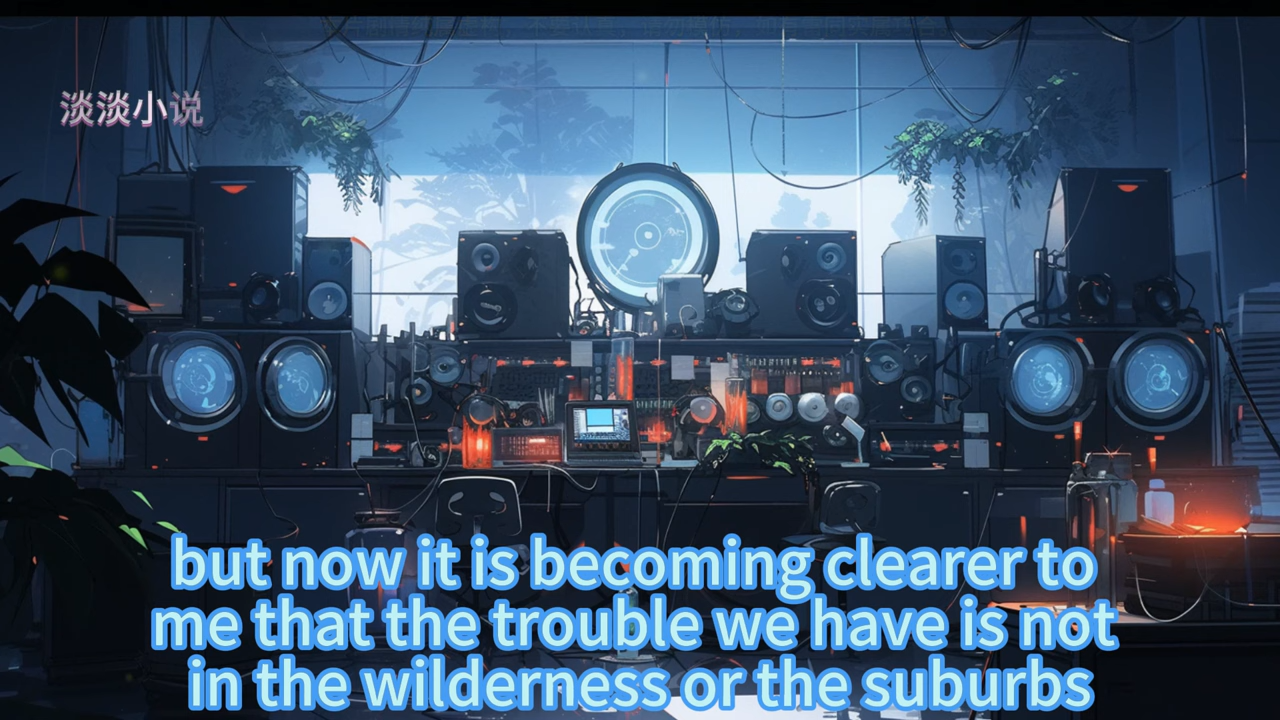 淡淡小说
but now it is becoming clearer to
me that the trouble we have is not
in the wilderness or the suburbs